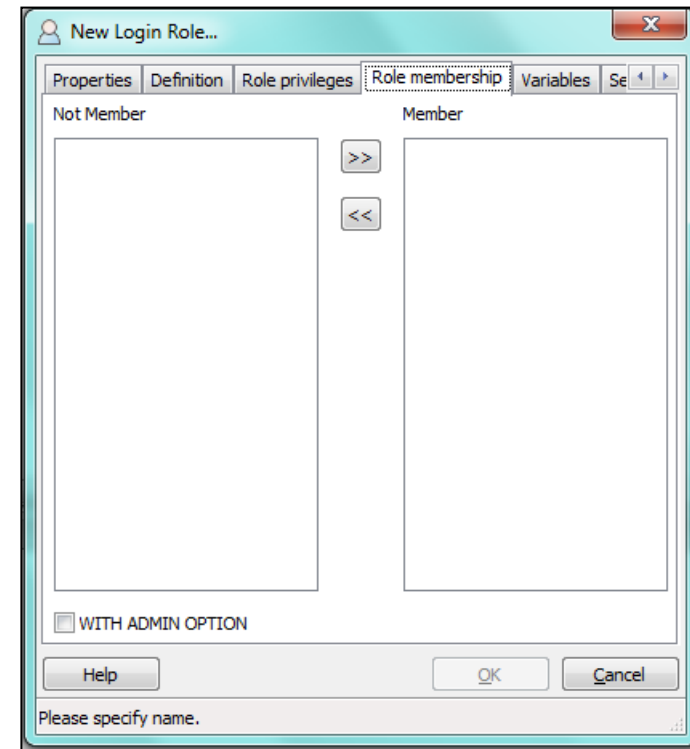 New Login Role...
Properties Definition Role privileges Role membership Variables Se
Not Member Member
>>
<<
WITH ADMIN OPTION
Help OK Cancel
Please specify name.